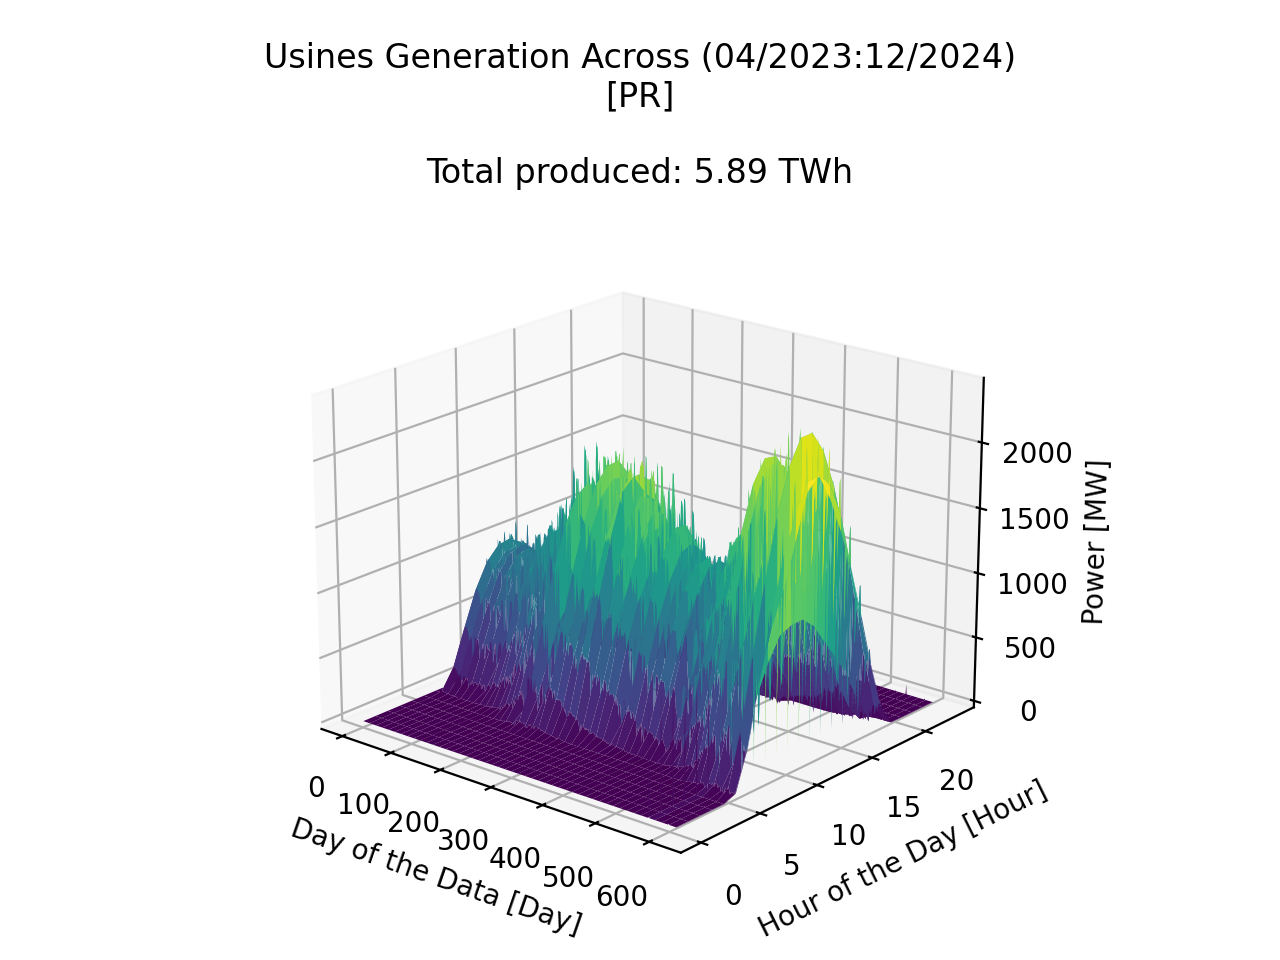 Usines Generation Across (04/2023:12/2024)
[PR]
Total produced: 5.89 TWh
2000
1500
1000
500
0
Power [MW]
0
100
200
300
400
500
600
Day of the Data [Day]
0
5
10
15
20
Hour of the Day [Hour]